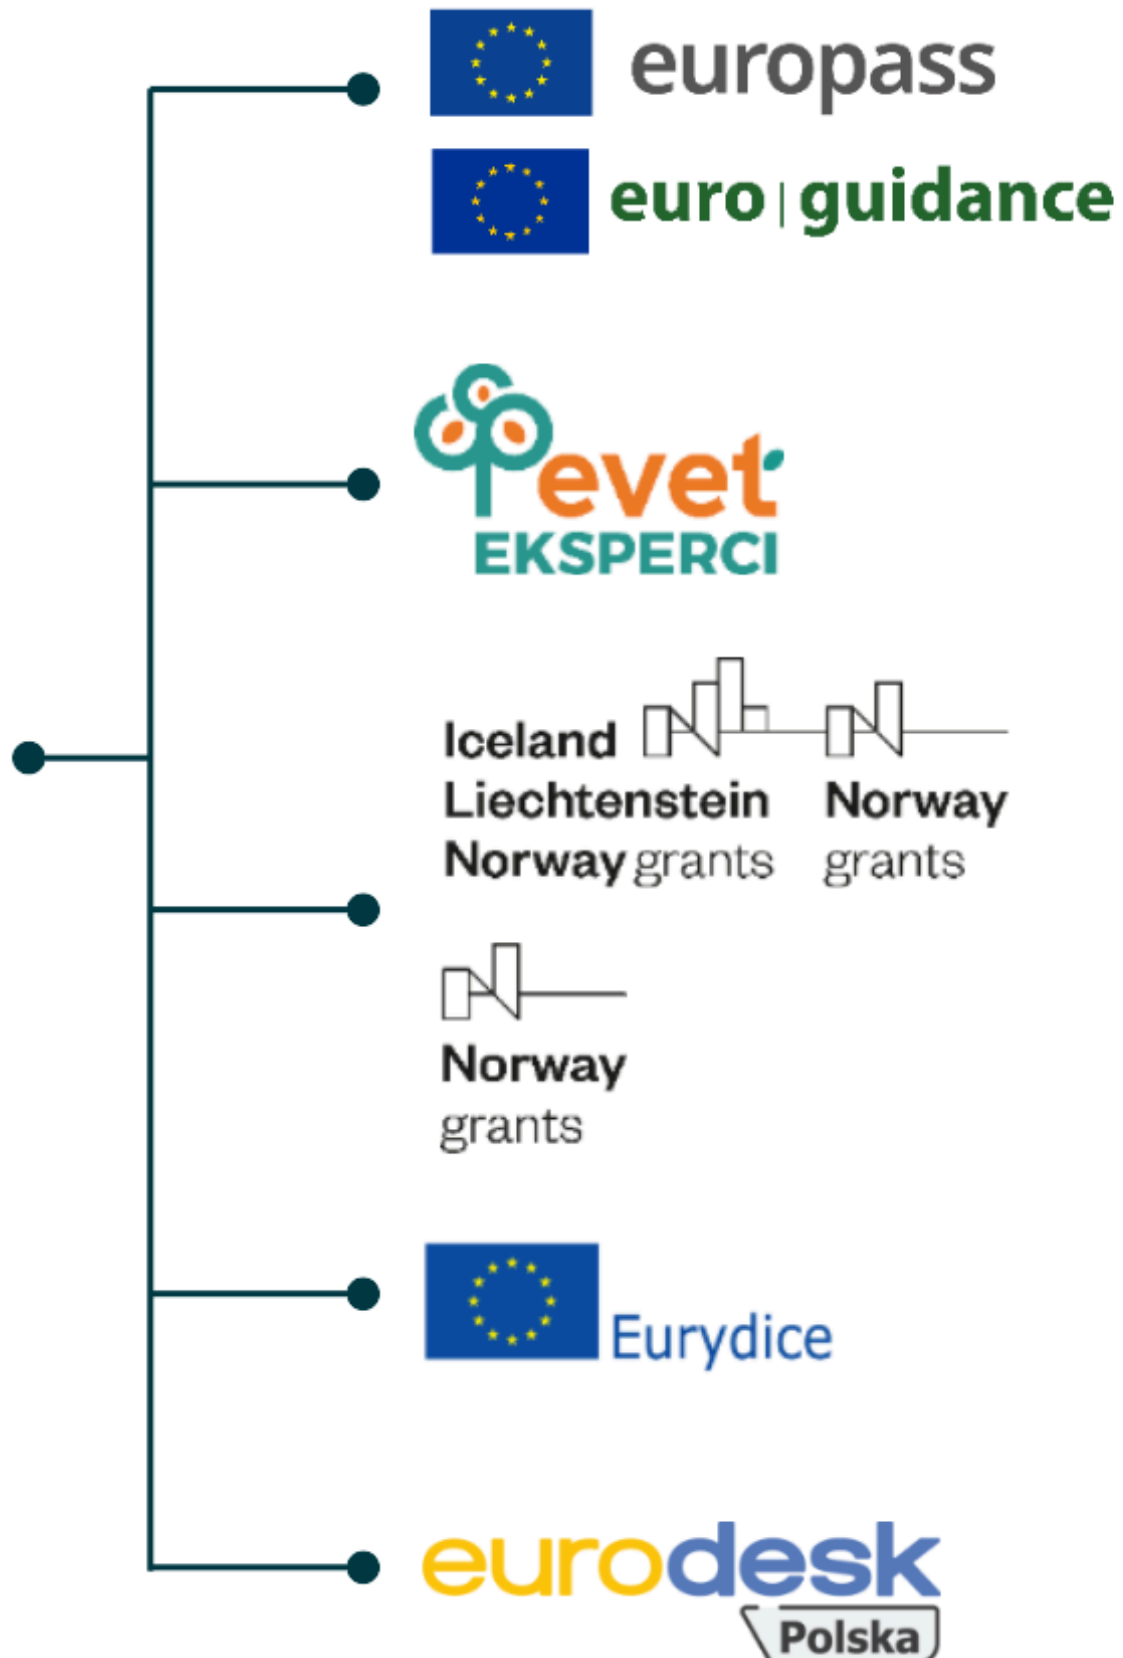 europass
euro|guidance
evet
EKSPERCI
Iceland
Liechtenstein
Norway grants
Norway
grants
Norway
grants
Eurydice
eurodesk
Polska